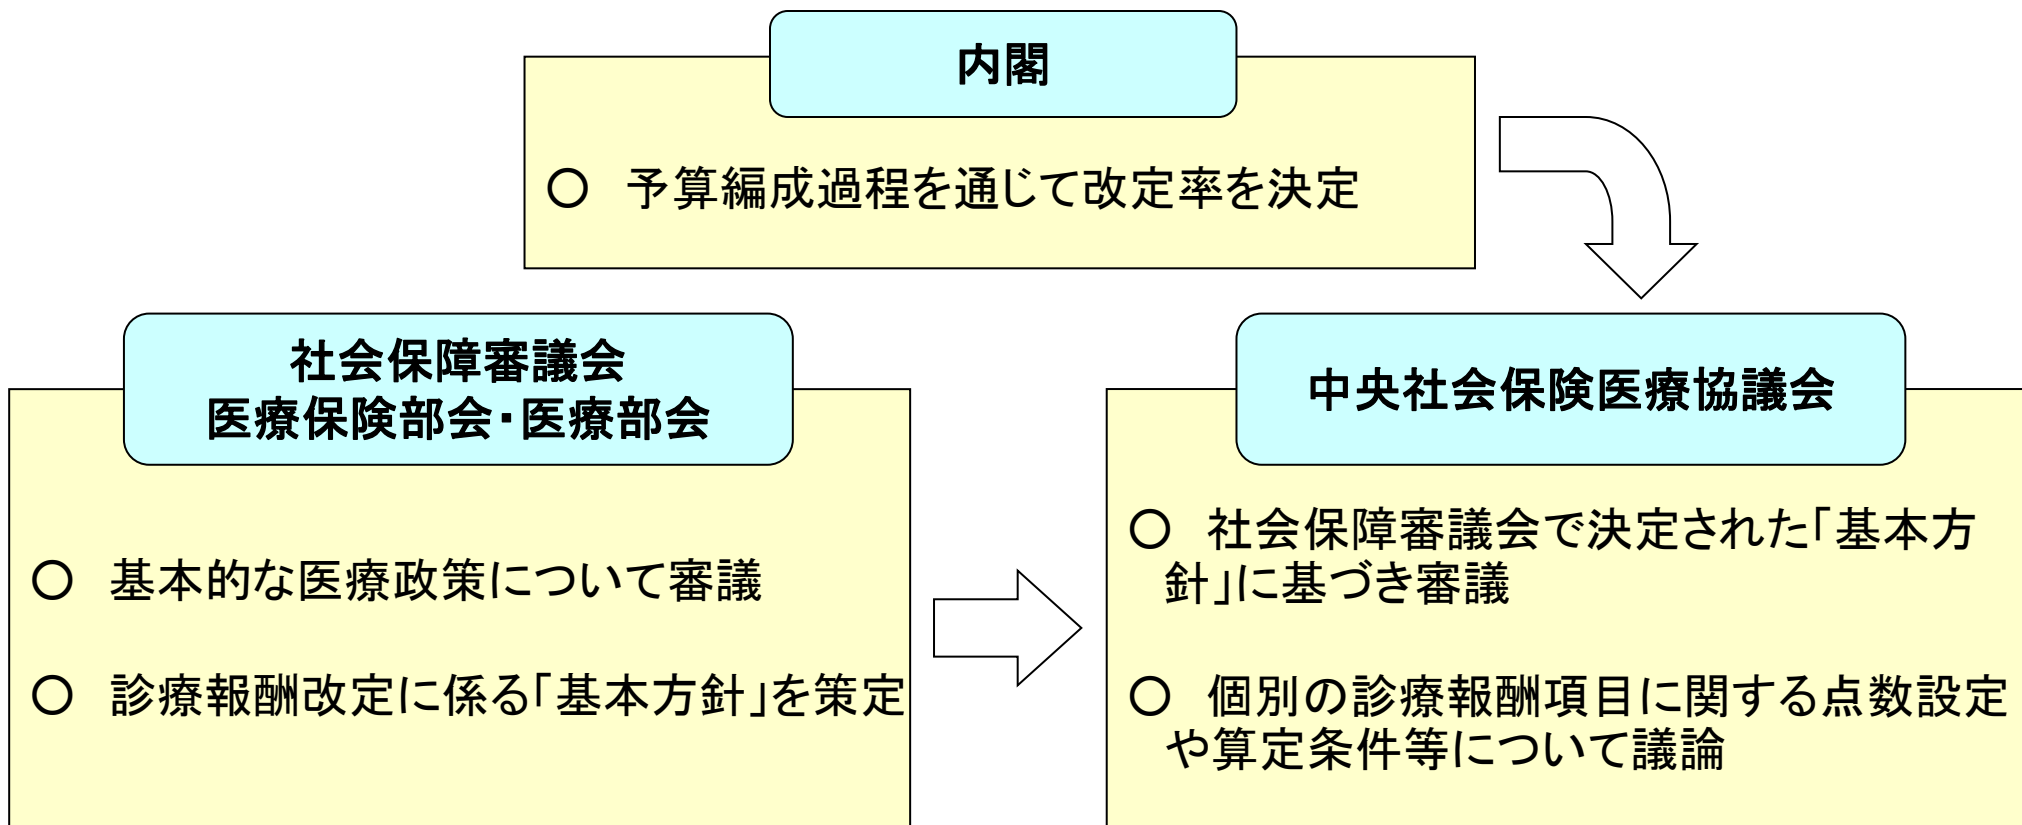 内閣
○　予算編成過程を通じて改定率を決定
社会保障審議会
医療保険部会・医療部会
○　基本的な医療政策について審議
○　診療報酬改定に係る「基本方針」を策定
中央社会保険医療協議会
○　社会保障審議会で決定された「基本方
針」に基づき審議
○　個別の診療報酬項目に関する点数設定
や算定条件等について議論